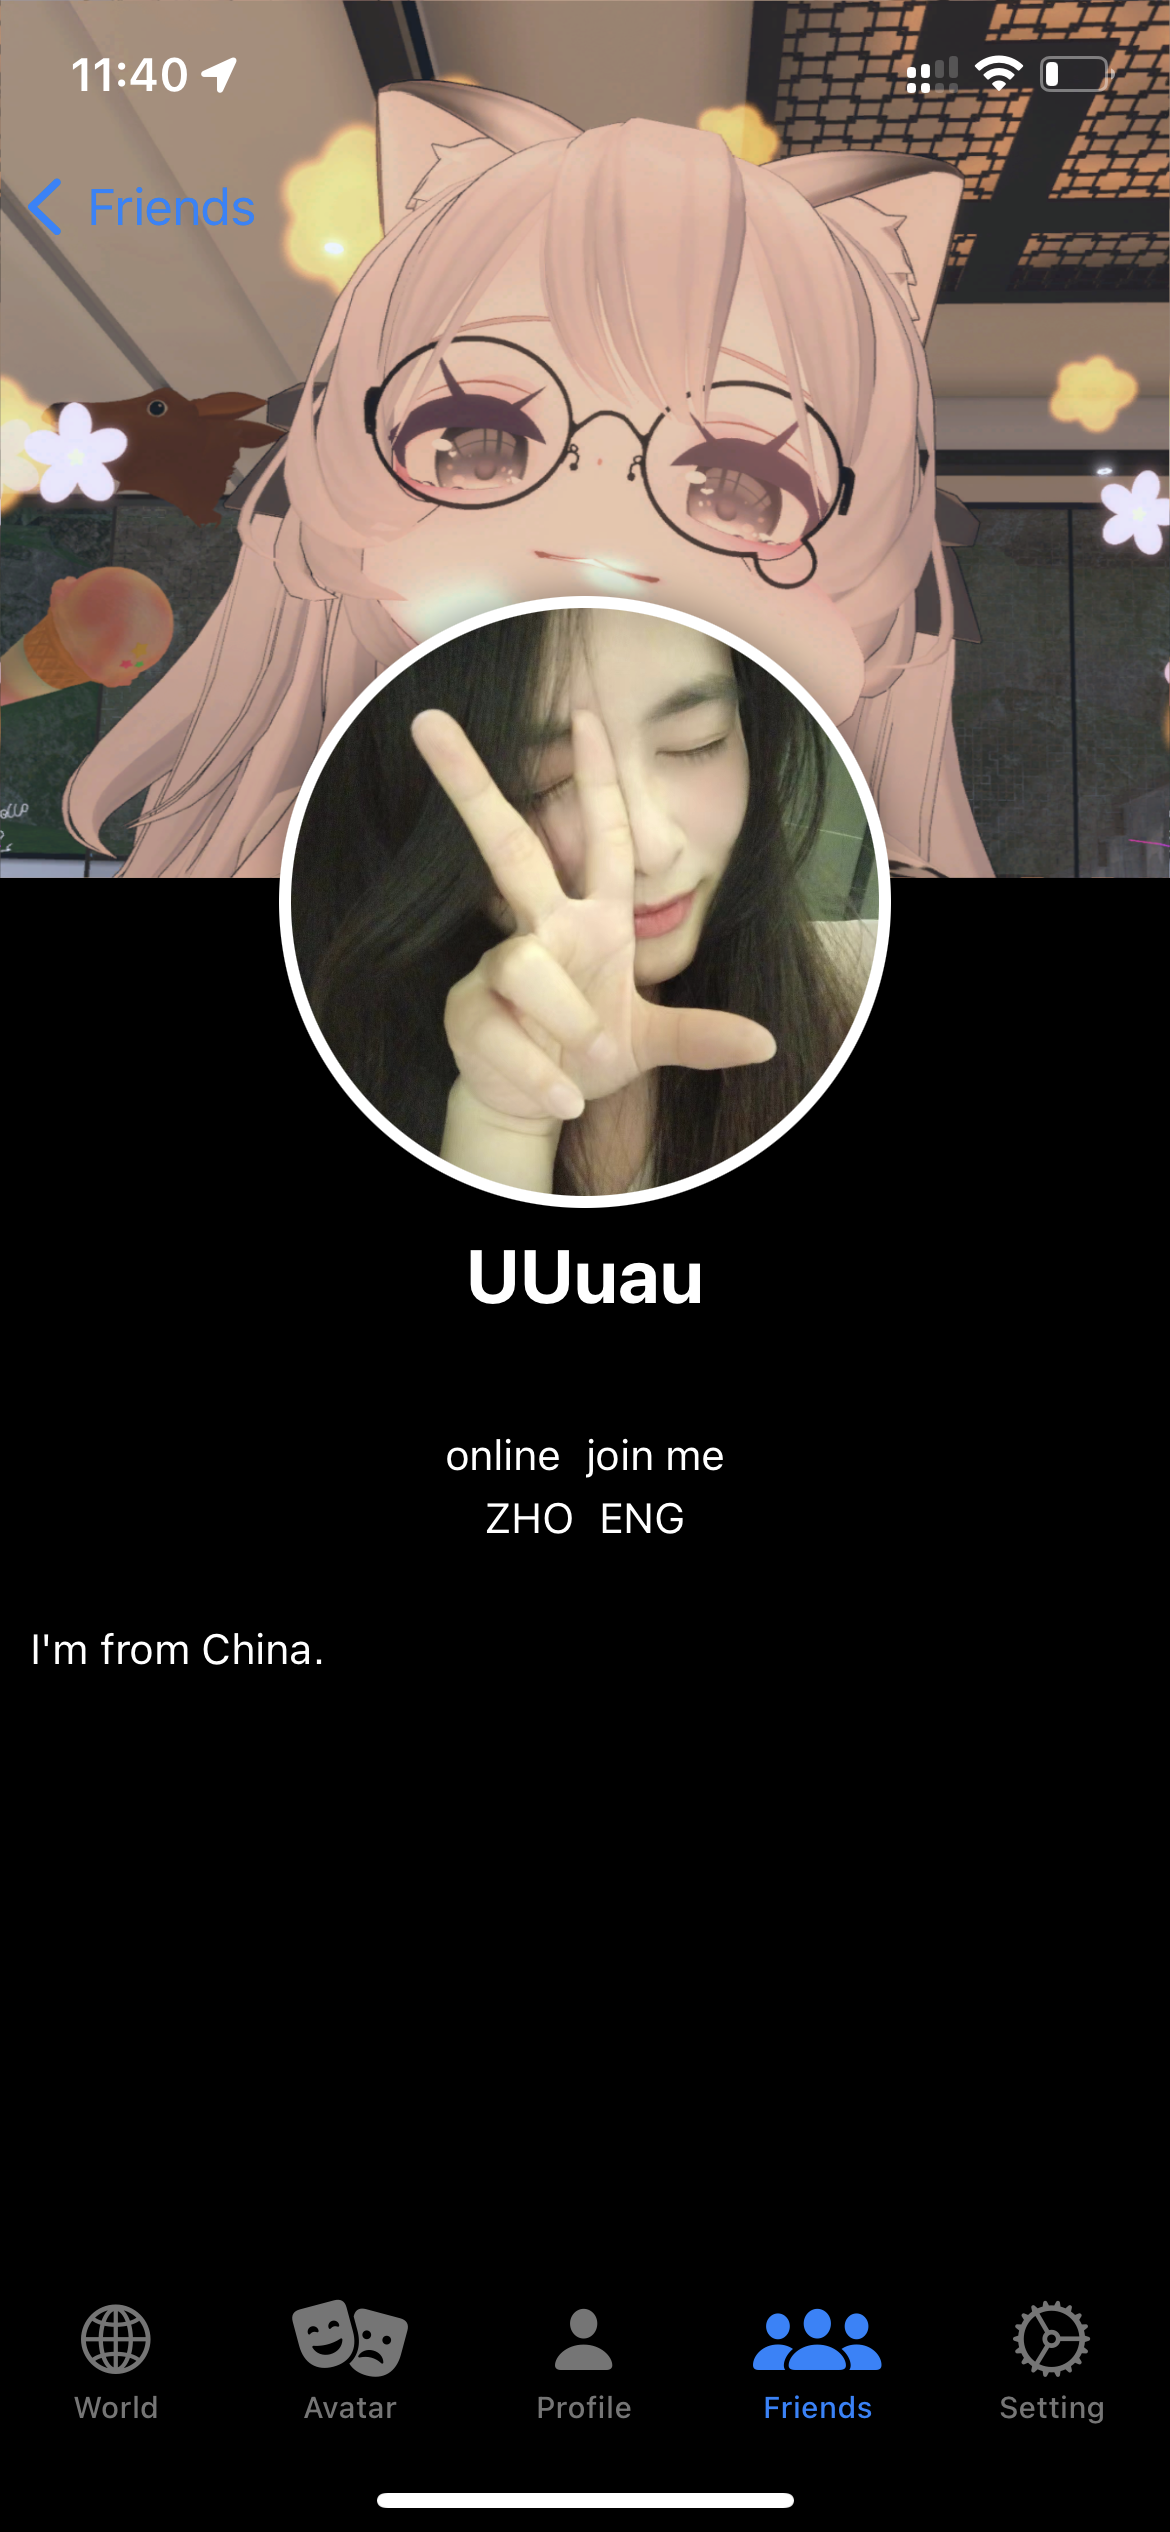 11:40
Friends
UUuau
online join me
ZHO ENG
I'm from China.
World Avatar Profile Friends Setting